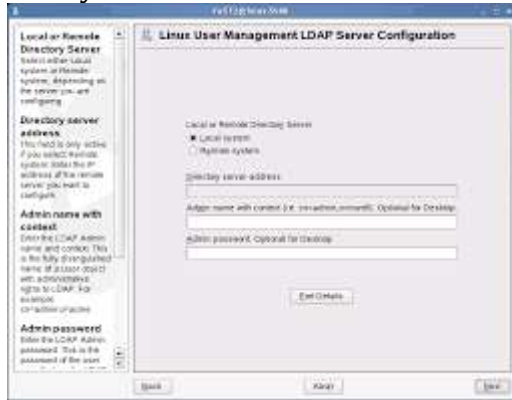 Linux User Management LDAP Server Configuration
Local or Remote
Directory Server
Select either Local
system or Remote
system, depending on
the server you are
configuring.
Directory server
address
This field is only active
if you select Remote
system. Enter the IP
address of the remote
server you want to
configure.
Admin name with
context
Enter the LDAP Admin
name and context. This
is the fully distinguished
name of a user object
with administrative
rights to LDAP. For
example
Admin password
Enter the LDAP Admin
password. This is the
password of the user
Local or Remote Directory Server
Local system
Remote system
Directory server address
Admin name with context Optional for Desktop
Admin password. Optional for Desktop
Edit Details
Back
Abort
Next